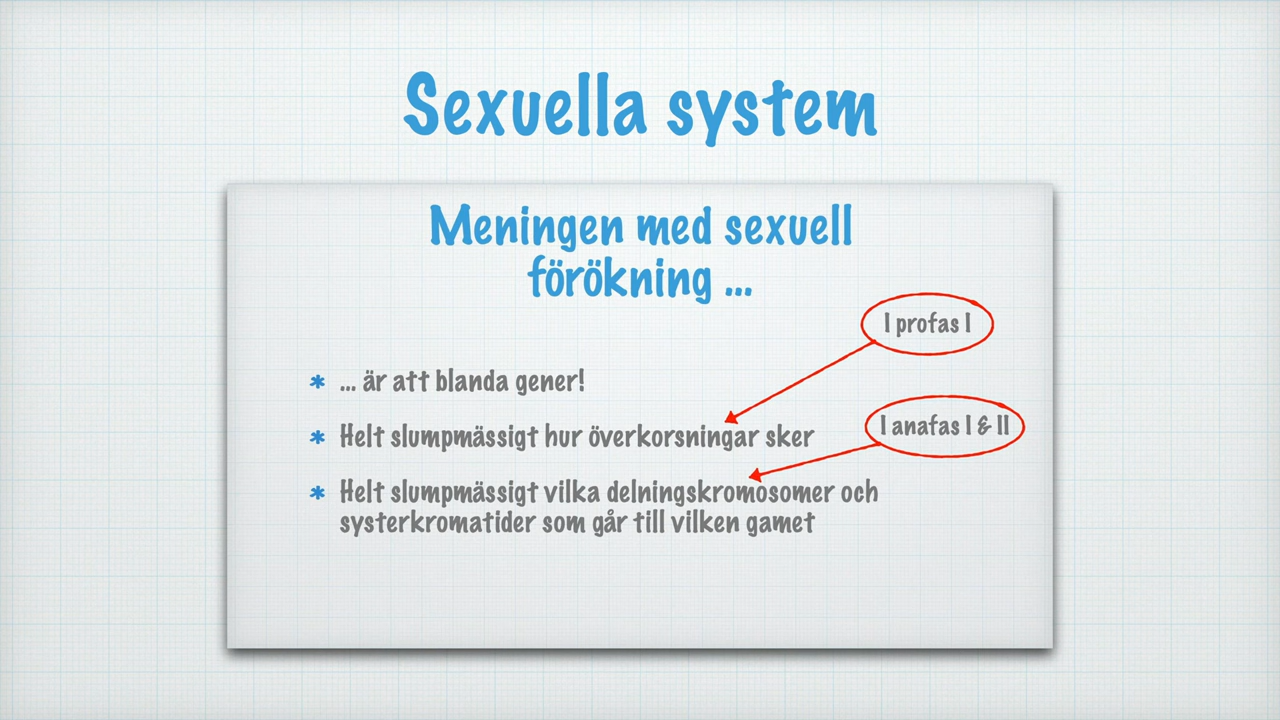 Sexuella system
Meningen med sexuell
förökning ...
I profas I
* ... är att blanda gener!
I anafas I & II
* Helt slumpmässigt hur överkorsningar sker
* Helt slumpmässigt vilka delningskromosomer och
systerkromatider som går till vilken gamet